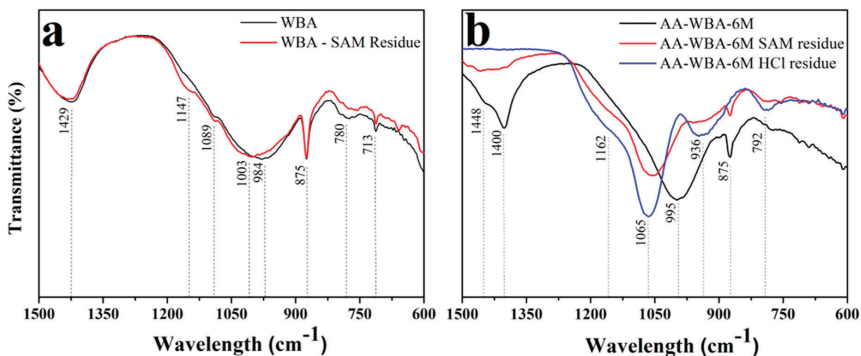 a
WBA
WBA - SAM Residue
1429
1147
1089
1003
984
875
780
713
Transmittance (%)
1500 1350 1200 1050 900 750 600
Wavelength (cm-1)
b
AA-WBA-6M
AA-WBA-6M SAM residue
AA-WBA-6M HCl residue
1448
1400
1162
1065
995
936
875
792
1500 1350 1200 1050 900 750 600
Wavelength (cm-1)